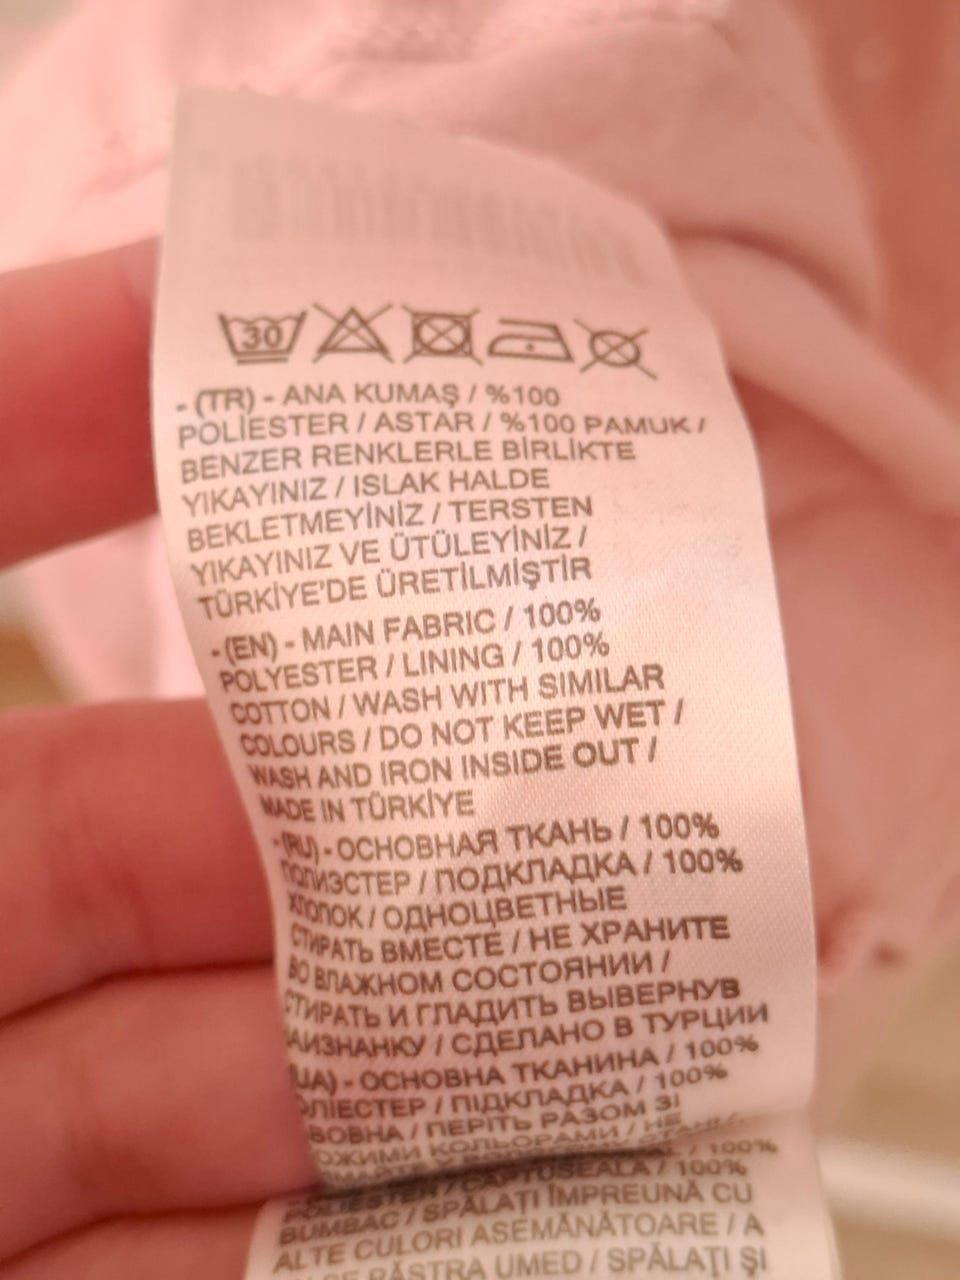 30
- (TR) - ANA KUMAŞ / %100
POLİESTER / ASTAR / %100 PAMUK /
BENZER RENKLERLE BİRLİKTE
YIKAYINIZ / ISLAK HALDE
BEKLETMEYİNİZ / TERSTEN
YIKAYINIZ VE ÜTÜLEYİNİZ /
TÜRKİYE'DE ÜRETİLMİŞTİR
- (EN) - MAIN FABRIC / 100%
POLYESTER / LINING / 100%
COTTON / WASH WITH SIMILAR
COLOURS / DO NOT KEEP WET /
WASH AND IRON INSIDE OUT /
MADE IN TÜRKİYE
- (RU) - ОСНОВНАЯ ТКАНЬ / 100%
ПОЛИЭСТЕР / ПОДКЛАДКА / 100%
ХЛОПОК / ОДНОЦВЕТНЫЕ
СТИРАТЬ ВМЕСТЕ / НЕ ХРАНИТЕ
ВО ВЛАЖНОМ СОСТОЯНИИ /
СТИРАТЬ И ГЛАДИТЬ ВЫВЕРНУВ
НАИЗНАНКУ / СДЕЛАНО В ТУРЦИИ
(UA) - ОСНОВНА ТКАНИНА / 100%
ПОЛІЕСТЕР / ПІДКЛАДКА / 100%
БАВОВНА / ПЕРІТЬ РАЗОМ ЗІ
СХОЖИМИ КОЛЬОРАМИ / НЕ
/ 100%
POLIESTER / CĂPTUȘEALĂ / 100%
BUMBAC / SPĂLAȚI ÎMPREUNĂ CU
ALTE CULORI ASEMĂNĂTOARE / A
SE PĂSTRA UMED / SPĂLAȚI ȘI